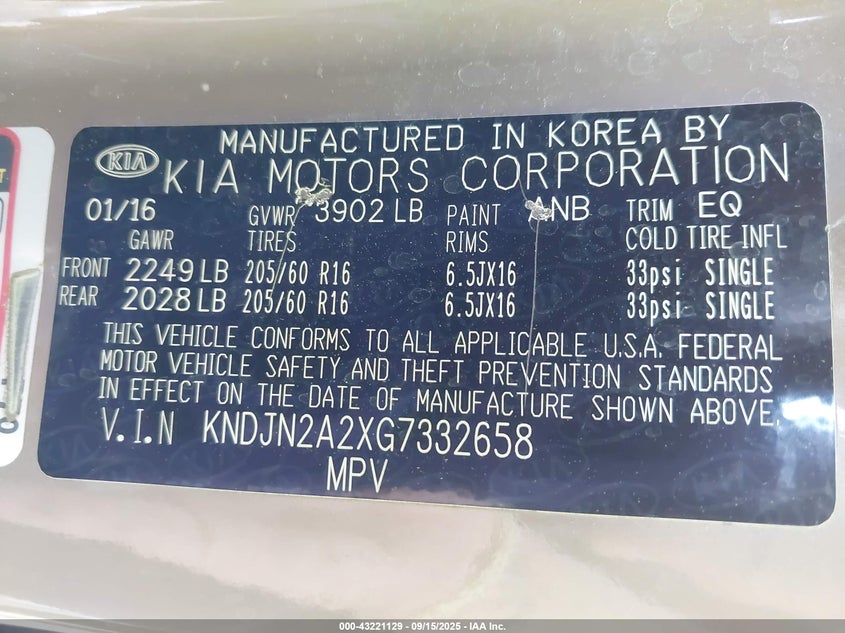 MANUFACTURED IN KOREA BY
KIA KIA MOTORS CORPORATION
01/16 GVWR 3902 LB PAINT ANB TRIM EQ
GAWR TIRES RIMS COLD TIRE INFL
FRONT 2249 LB 205/60 R16 6.5JX16 33psi SINGLE
REAR 2028 LB 205/60 R16 6.5JX16 33psi SINGLE
THIS VEHICLE CONFORMS TO ALL APPLICABLE U.S.A. FEDERAL
MOTOR VEHICLE SAFETY AND THEFT PREVENTION STANDARDS
IN EFFECT ON THE DATE OF MANUFACTURE SHOWN ABOVE.
V.I.N KNDJN2A2XG7332658
MPV
000-43221129 - 09/15/2025 - IAA Inc.